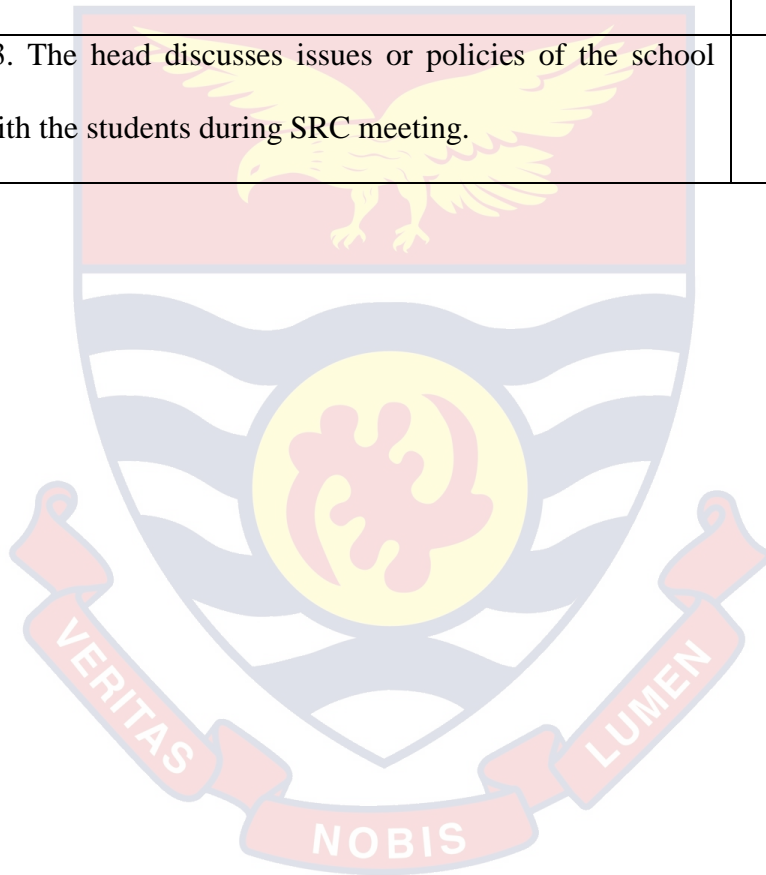 3. The head discusses issues or policies of the school
ith the students during SRC meeting.
VERITAS
NOBIS
LUMEN